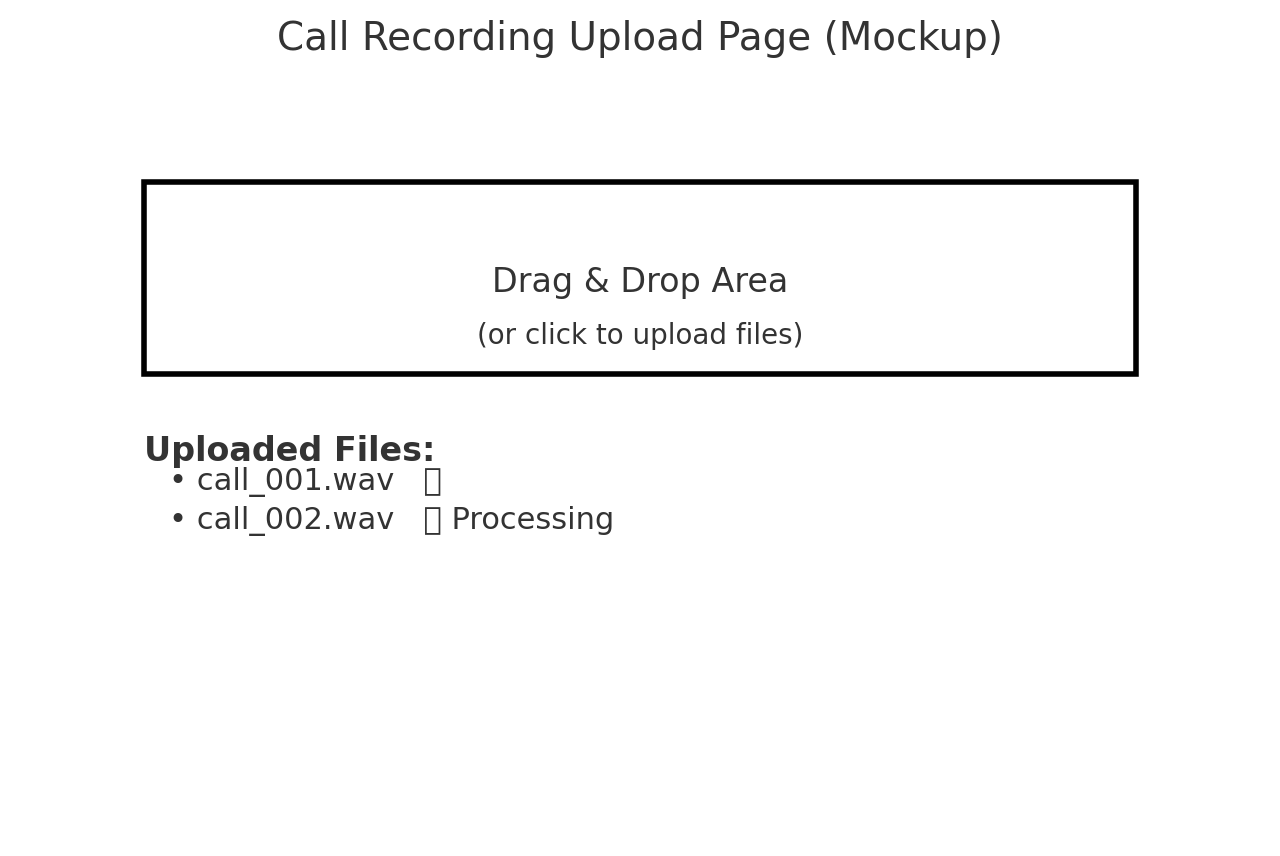 Call Recording Upload Page (Mockup)
Drag & Drop Area
(or click to upload files)
Uploaded Files:
• call_001.wav
• call_002.wav Processing